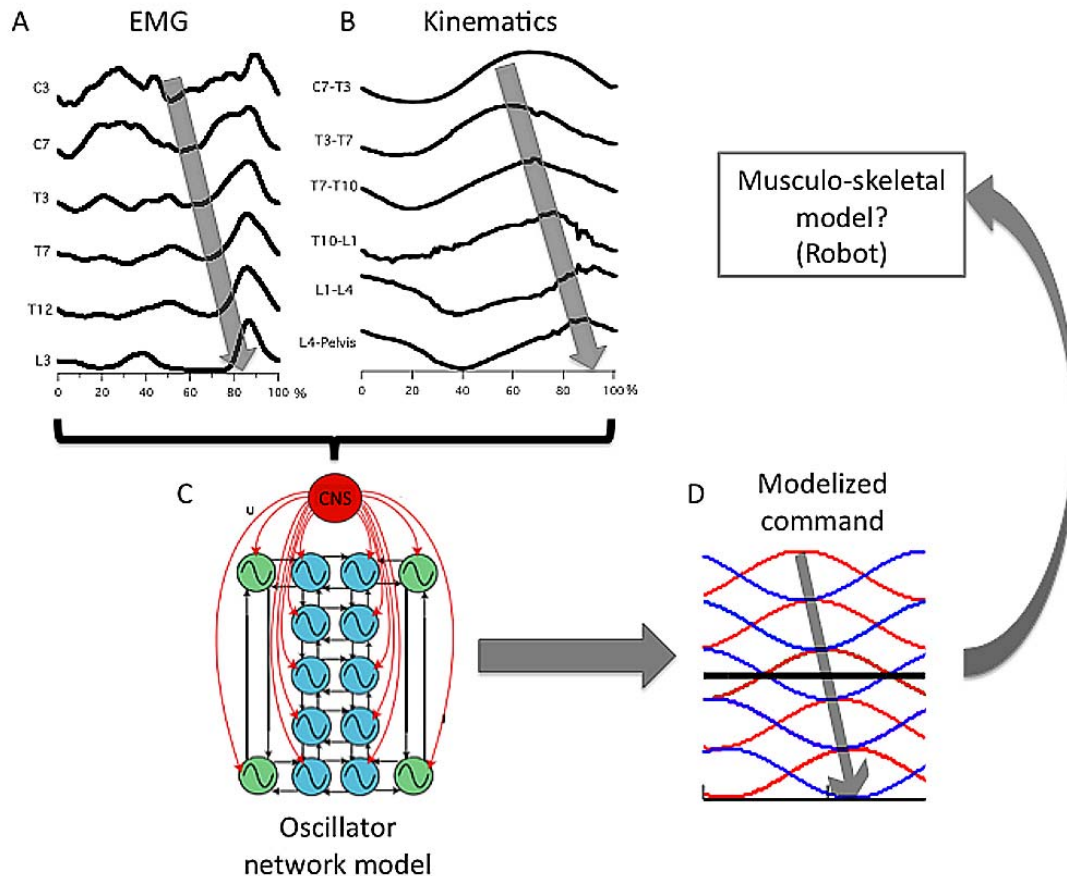 A
EMG
C3
C7
T3
T7
T12
L3
0 20 40 60 80 100 %
B
Kinematics
C7-T3
T3-T7
T7-T10
T10-L1
L1-L4
L4-Pelvis
0 20 40 60 80 100 %
Musculo-skeletal
model?
(Robot)
C
CNS
u
Oscillator
network model
D
Modelized
command